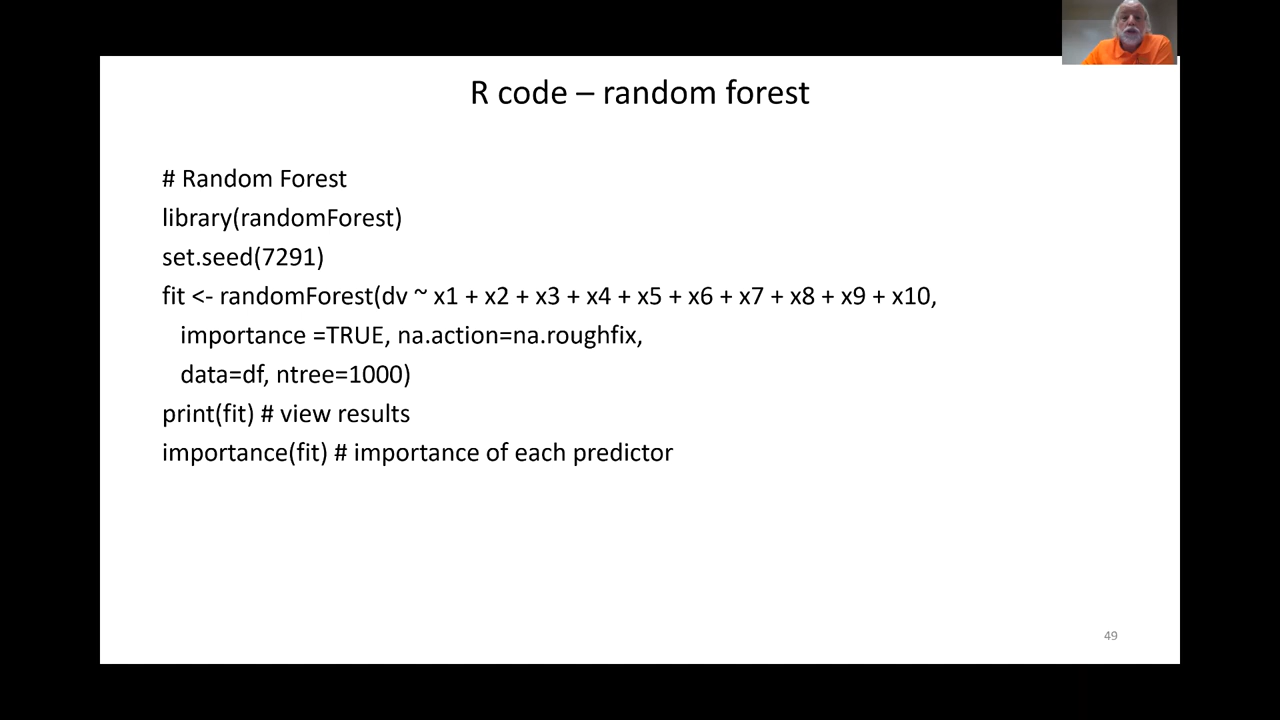 R code – random forest
# Random Forest
library(randomForest)
set.seed(7291)
fit <- randomForest(dv ~ x1 + x2 + x3 + x4 + x5 + x6 + x7 + x8 + x9 + x10,
importance =TRUE, na.action=na.roughfix,
data=df, ntree=1000)
print(fit) # view results
importance(fit) # importance of each predictor
49